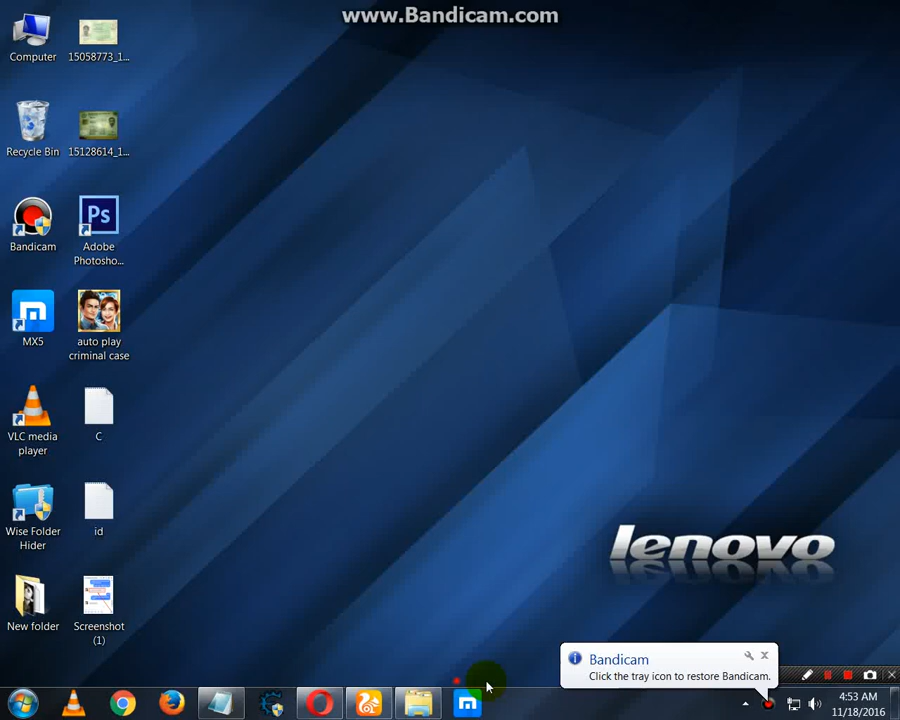 www.Bandicam.com
Computer
15058773_1...
Recycle Bin
15128614_1...
Bandicam
Ps
Adobe
Photosho...
MX5
auto play
criminal case
VLC media
player
C
Wise Folder
Hider
id
New folder
Screenshot
(1)
lenovo
Bandicam
Click the tray icon to restore Bandicam.
4:53 AM
11/18/2016